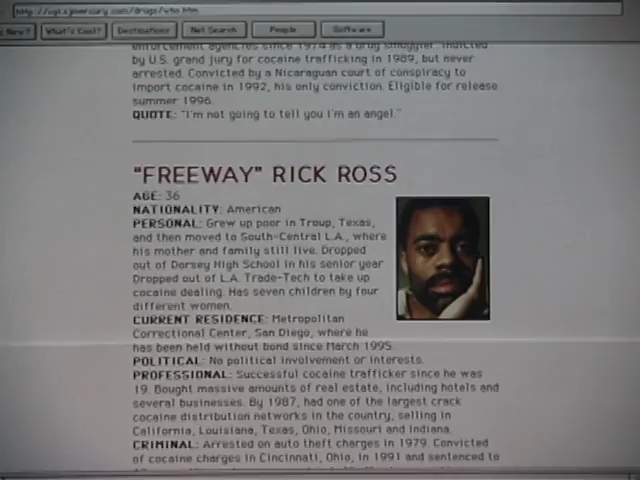 s New?
What's Cool?
Destinations
Net Search
People
Software
enforcement agencies since 1974 as a drug smuggler. Indicted
by U.S. grand jury for cocaine trafficking in 1989, but never
arrested. Convicted by a Nicaraguan court of conspiracy to
import cocaine in 1992, his only conviction. Eligible for release
summer 1996.
QUOTE: "I'm not going to tell you I'm an angel."
"FREEWAY" RICK ROSS
AGE: 36
NATIONALITY: American
PERSONAL: Grew up poor in Troup, Texas,
and then moved to South-Central L.A., where
his mother and family still live. Dropped
out of Dorsey High School in his senior year
Dropped out of L.A. Trade-Tech to take up
cocaine dealing. Has seven children by four
different women.
CURRENT RESIDENCE: Metropolitan
Correctional Center, San Diego, where he
has been held without bond since March 1995.
POLITICAL: No political involvement or interests.
PROFESSIONAL: Successful cocaine trafficker since he was
19. Bought massive amounts of real estate, including hotels and
several businesses. By 1987, had one of the largest crack
cocaine distribution networks in the country, selling in
California, Louisiana, Texas, Ohio, Missouri and Indiana.
CRIMINAL: Arrested on auto theft charges in 1979. Convicted
of cocaine charges in Cincinnati, Ohio, in 1991 and sentenced to